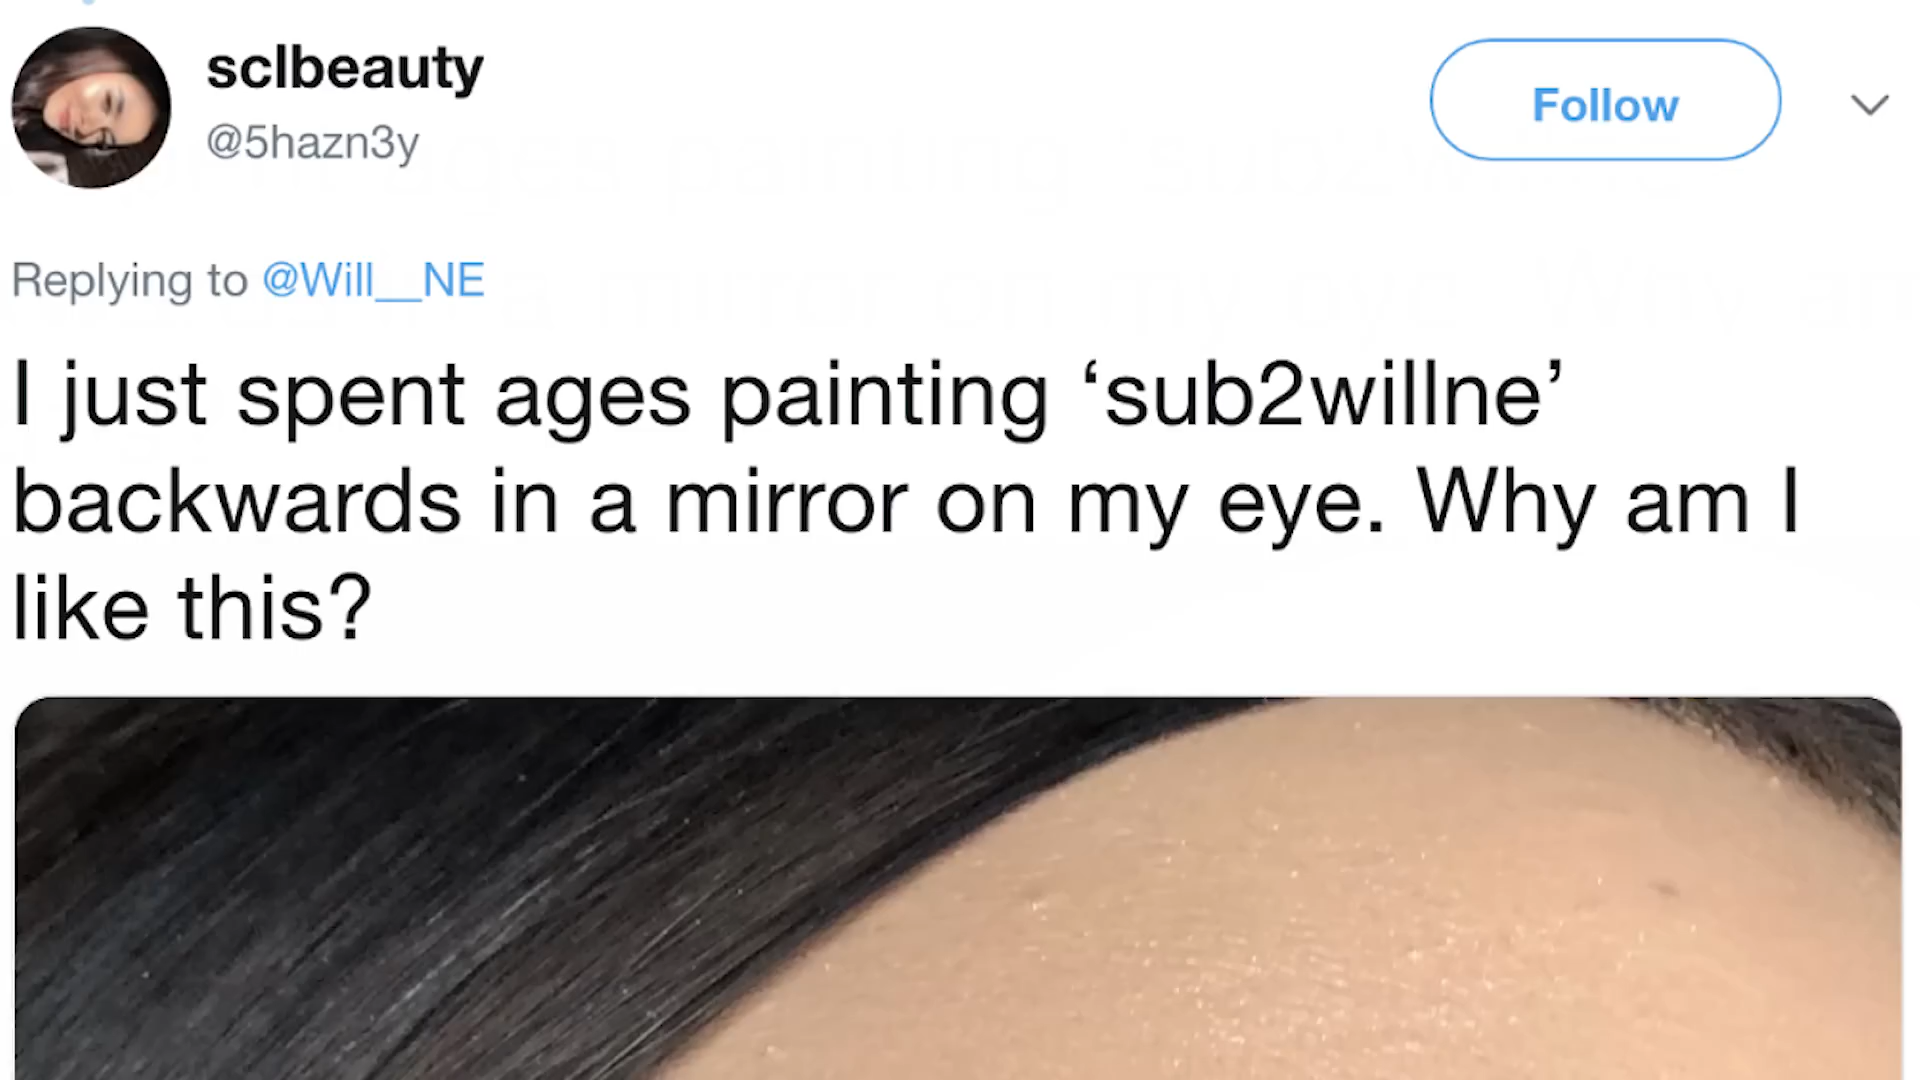 sclbeauty
Follow
@5hazn3y
Replying to @Will__NE
I just spent ages painting ‘sub2willne’
backwards in a mirror on my eye. Why am I
like this?